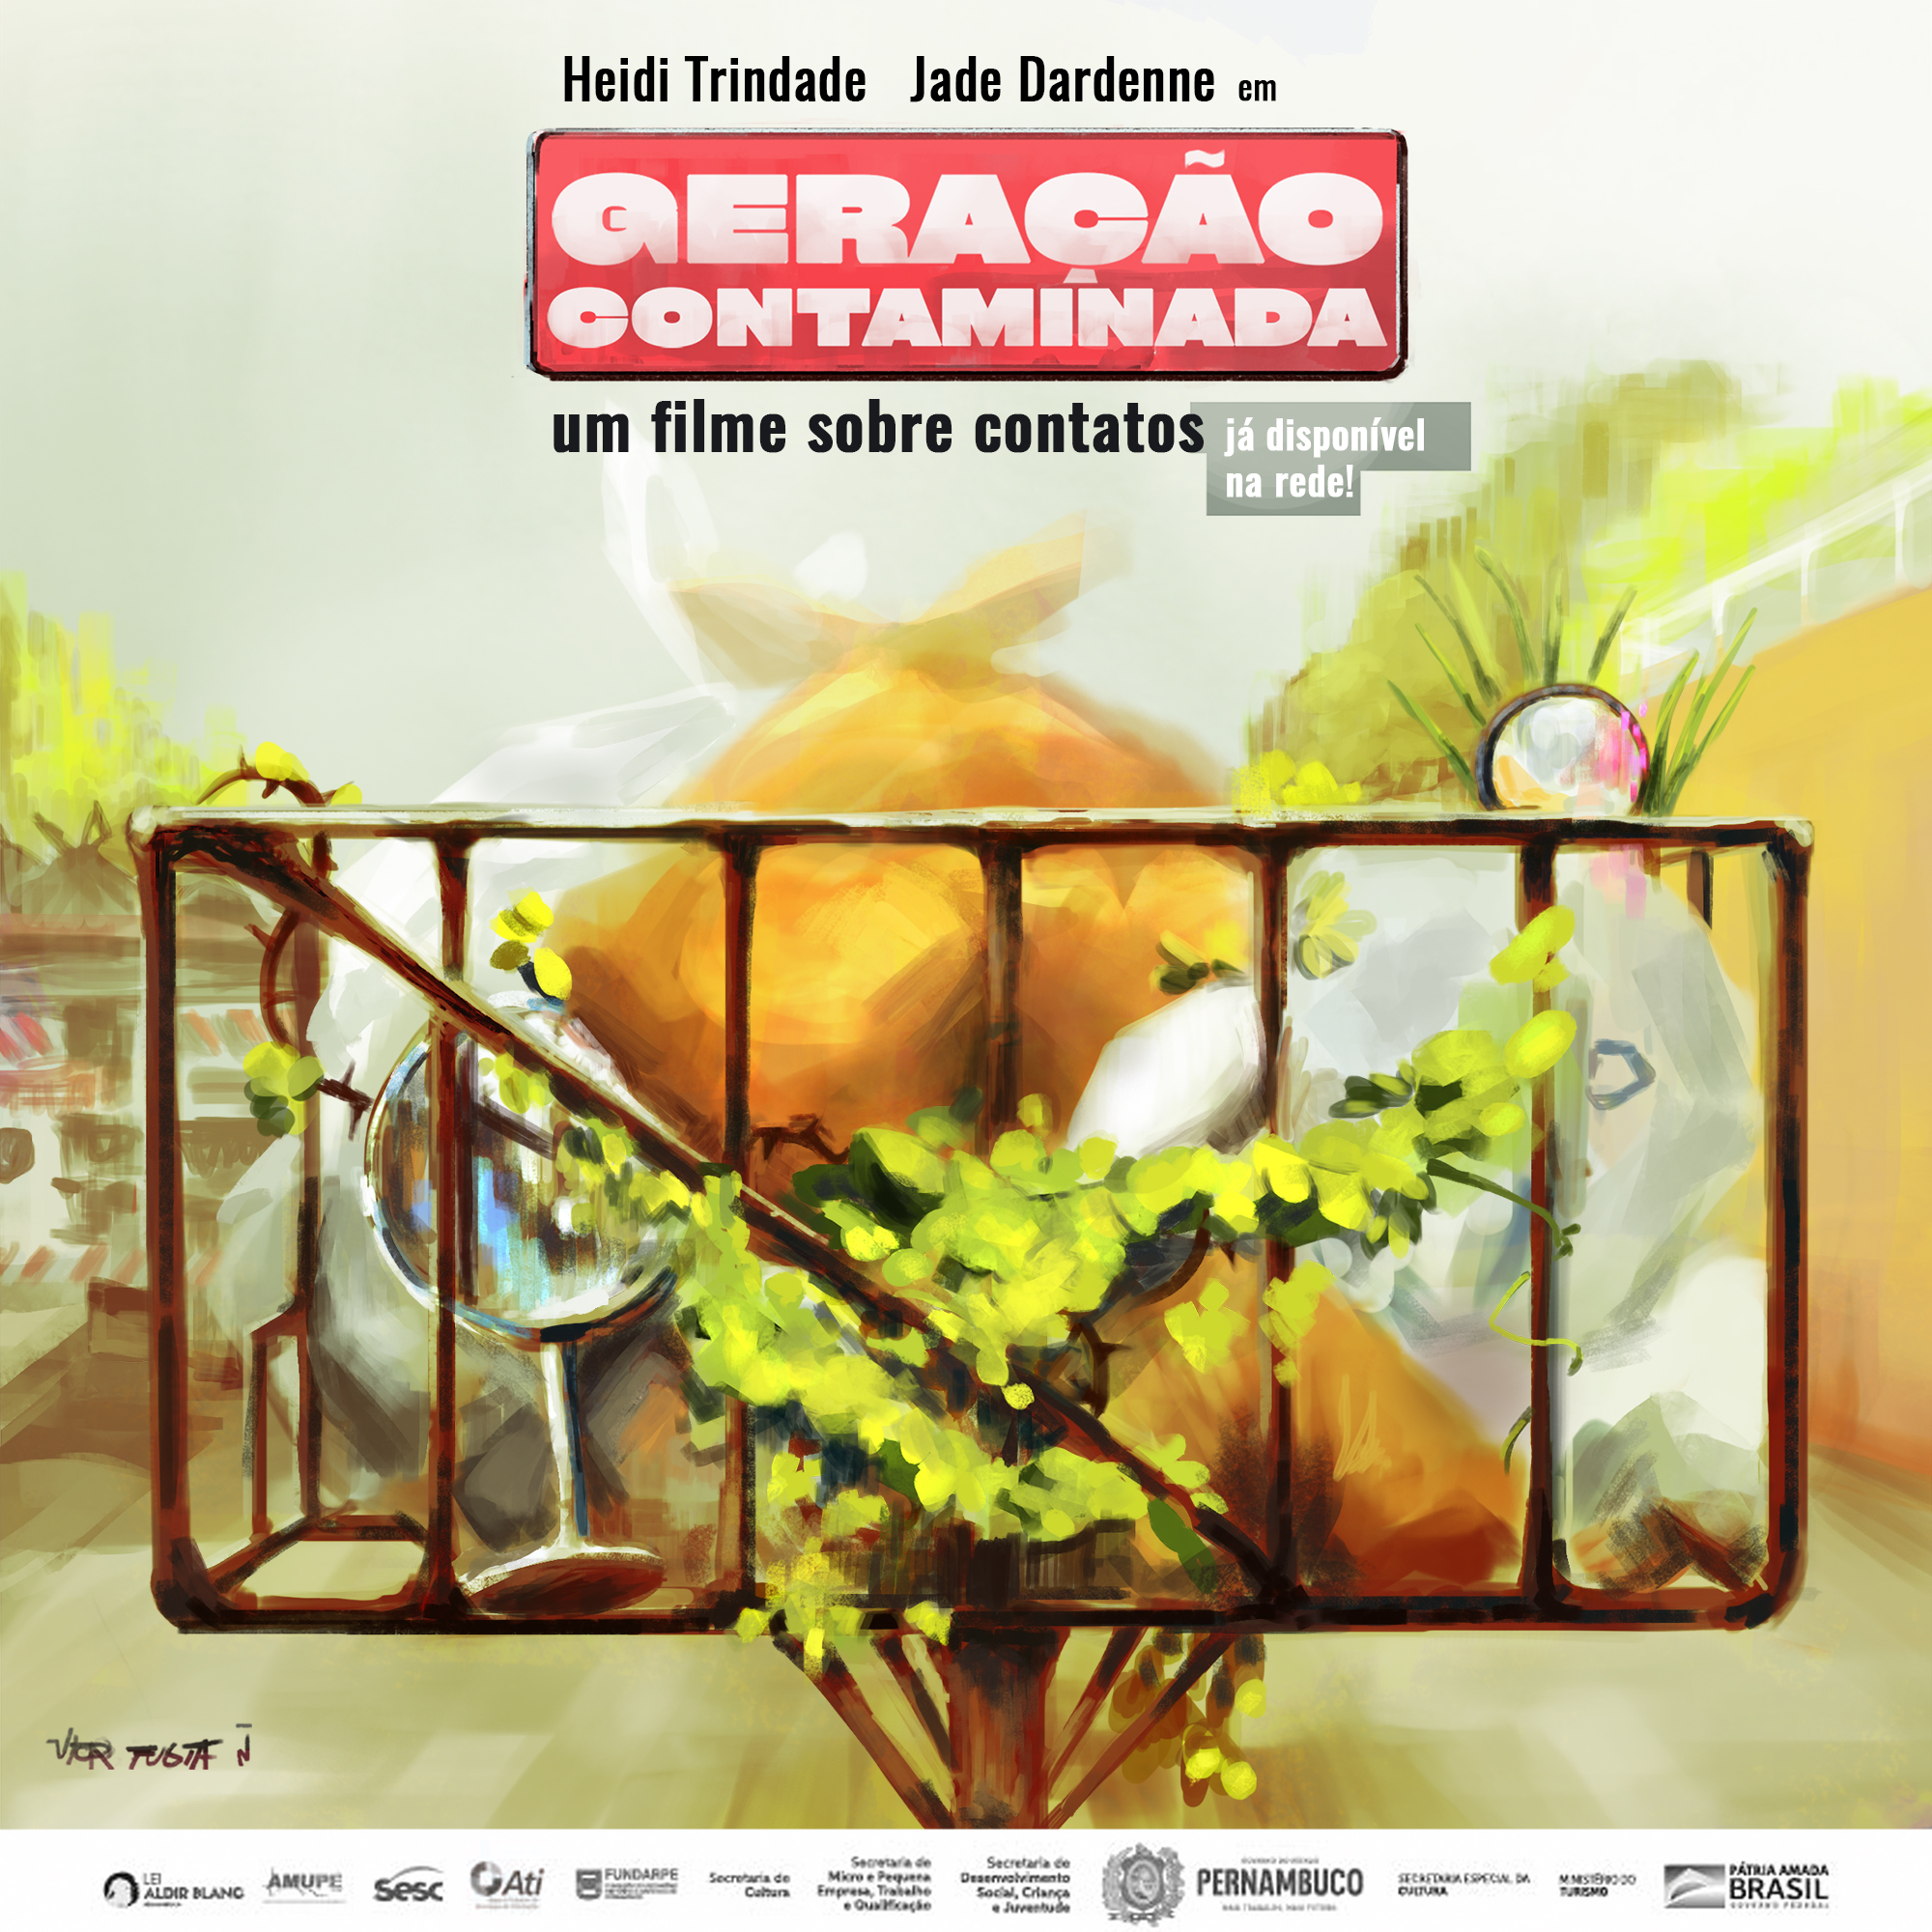 Heidi Trindade Jade Dardenne em
GERAÇÃO
CONTAMINADA
um filme sobre contatos
já disponível
na rede!
LEI
ALDIR BLANC
AMUPE
Sesc
Ati
FUNDARPE
Secretaria de
Cultura
Secretaria de
Micro e Pequena
Empresa, Trabalho
e Qualificação
Secretaria de
Desenvolvimento
Social, Criança
e Juventude
PERNAMBUCO
SECRETARIA ESPECIAL DA
CULTURA
MINISTÉRIO DO
TURISMO
PÁTRIA AMADA
BRASIL
GOVERNO FEDERAL